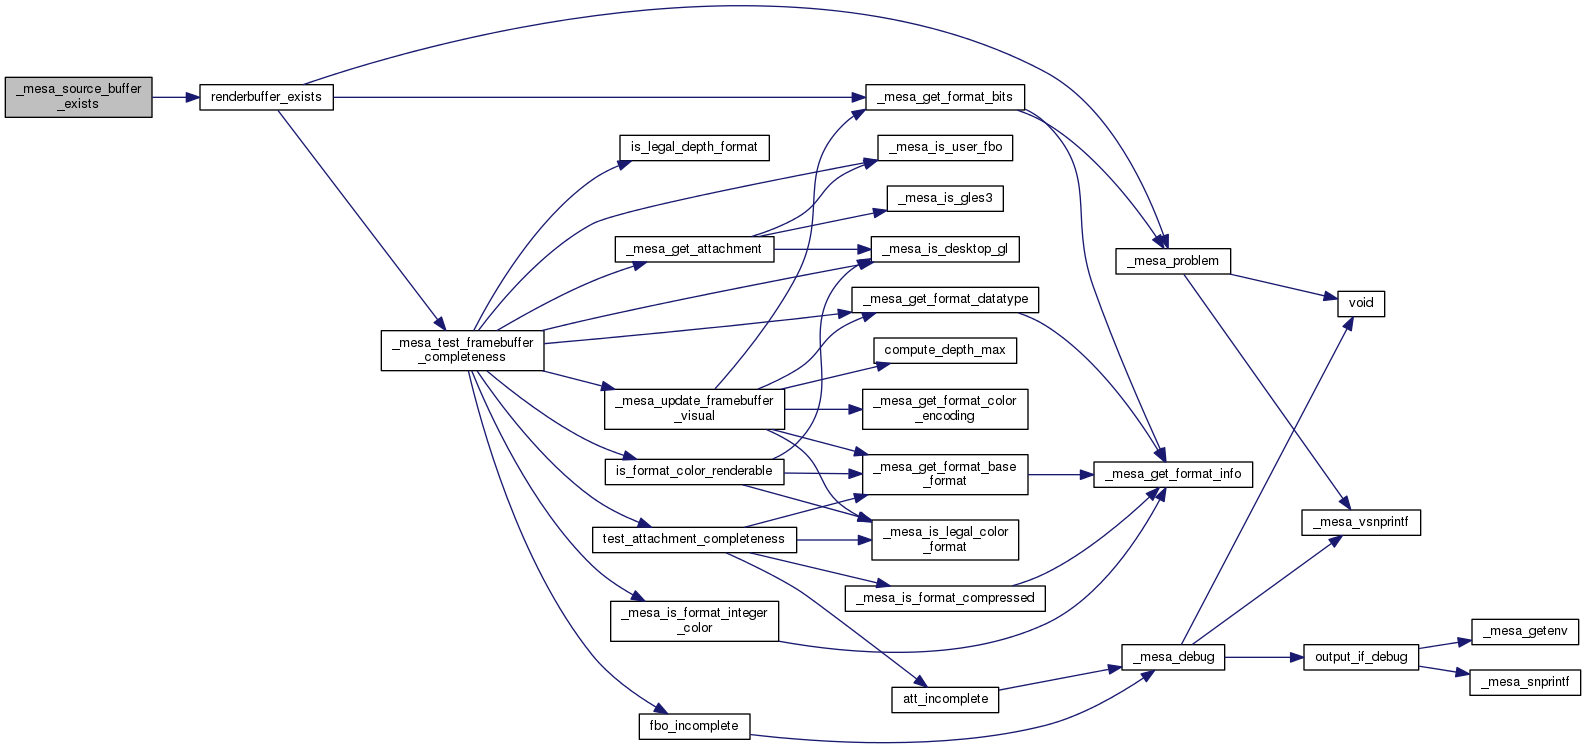 _mesa_source_buffer
_exists
renderbuffer_exists
_mesa_test_framebuffer
_completeness
is_legal_depth_format
_mesa_get_attachment
_mesa_update_framebuffer
_visual
is_format_color_renderable
test_attachment_completeness
_mesa_is_format_integer
_color
fbo_incomplete
_mesa_get_format_bits
_mesa_is_user_fbo
_mesa_is_gles3
_mesa_is_desktop_gl
_mesa_get_format_datatype
compute_depth_max
_mesa_get_format_color
_encoding
_mesa_get_format_base
_format
_mesa_is_legal_color
_format
_mesa_is_format_compressed
att_incomplete
_mesa_problem
_mesa_get_format_info
_mesa_debug
void
_mesa_vsnprintf
output_if_debug
_mesa_getenv
_mesa_snprintf